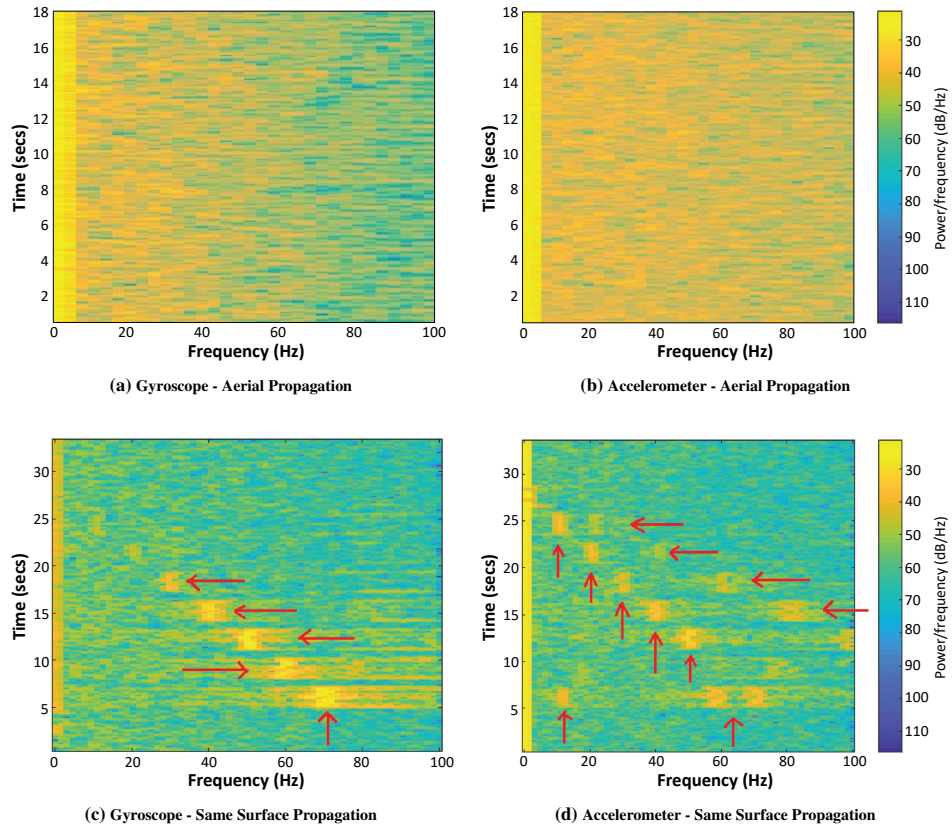 18
16
14
12
10
8
6
4
2
Time (secs)
0 20 40 60 80 100
Frequency (Hz)
(a) Gyroscope - Aerial Propagation
18
16
14
12
10
8
6
4
2
Time (secs)
0 20 40 60 80 100
Frequency (Hz)
(b) Accelerometer - Aerial Propagation
30
40
50
60
70
80
90
100
110
Power/frequency (dB/Hz)
30
25
20
15
10
5
Time (secs)
0 20 40 60 80 100
Frequency (Hz)
(c) Gyroscope - Same Surface Propagation
30
25
20
15
10
5
Time (secs)
0 20 40 60 80 100
Frequency (Hz)
(d) Accelerometer - Same Surface Propagation
30
40
50
60
70
80
90
100
110
Power/frequency (dB/Hz)